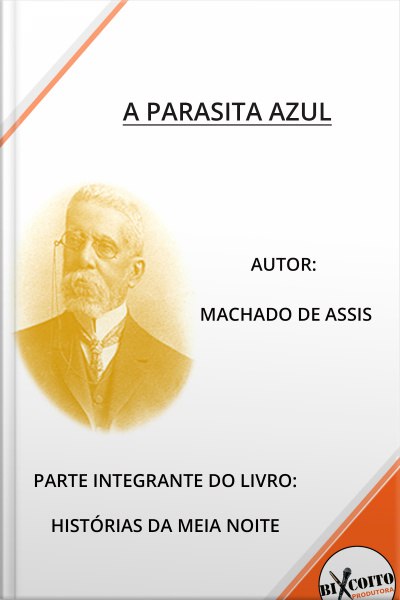 A PARASITA AZUL
AUTOR:
MACHADO DE ASSIS
PARTE INTEGRANTE DO LIVRO:
HISTÓRIAS DA MEIA NOITE
BIXCOITO
PRODUTORA